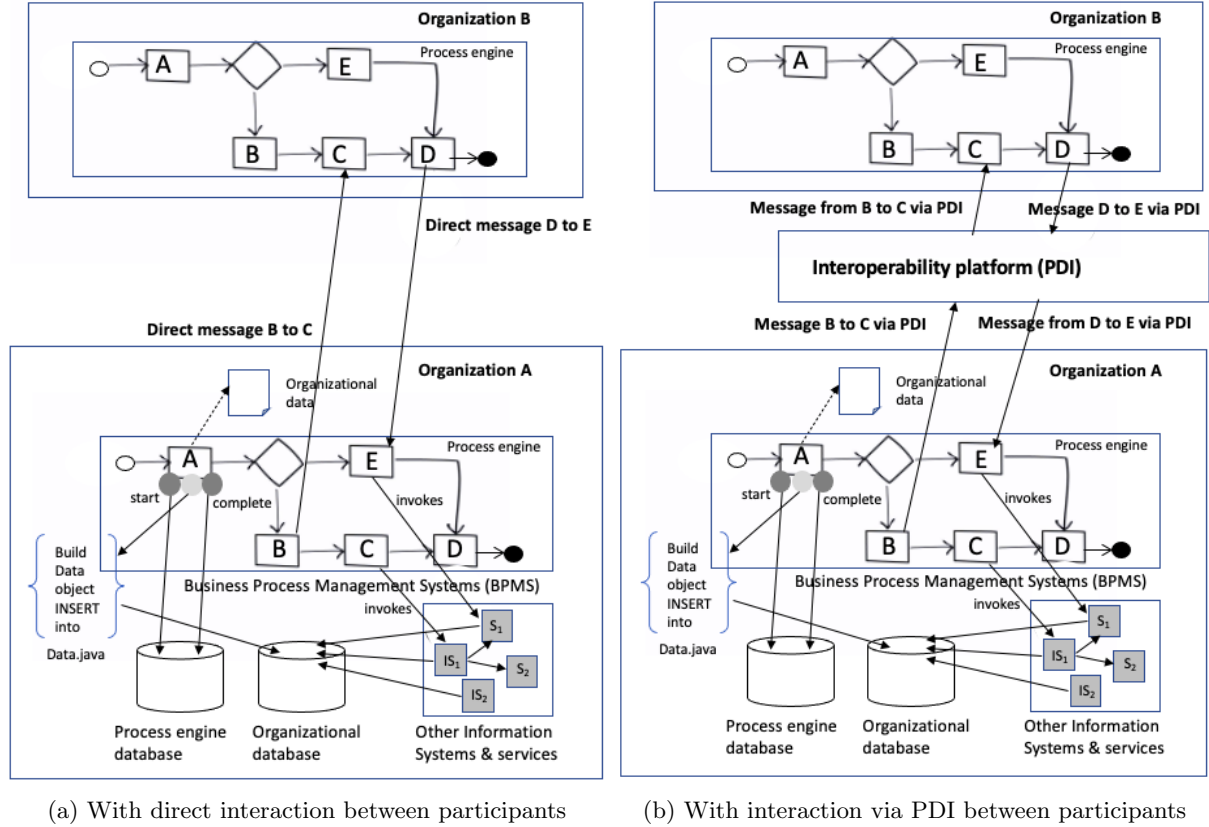 Organization B
Process engine
A
E
B
C
D
Direct message D to E
Direct message B to C
Organization A
Organizational
data
Process engine
A
E
start
complete
invokes
B
C
D
Build
Data
object
INSERT
into
Data.java
Business Process Management Systems (BPMS)
invokes
S1
IS1
S2
IS2
Process engine
database
Organizational
database
Other Information
Systems & services
(a) With direct interaction between participants
Organization B
Process engine
A
E
B
C
D
Message from B to C via PDI
Message D to E via PDI
Interoperability platform (PDI)
Message B to C via PDI
Message from D to E via PDI
Organization A
Organizational
data
Process engine
A
E
start
complete
invokes
B
C
D
Build
Data
object
INSERT
into
Data.java
Business Process Management Systems (BPMS)
invokes
S1
IS1
S2
IS2
Process engine
database
Organizational
database
Other Information
Systems & services
(b) With interaction via PDI between participants